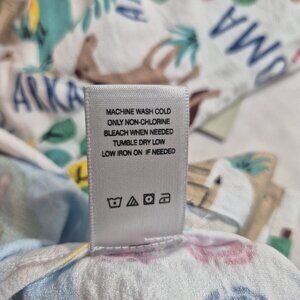 OMA
ARKA
MACHINE WASH COLD
ONLY NON-CHLORINE
BLEACH WHEN NEEDED
TUMBLE DRY LOW
LOW IRON ON IF NEEDED